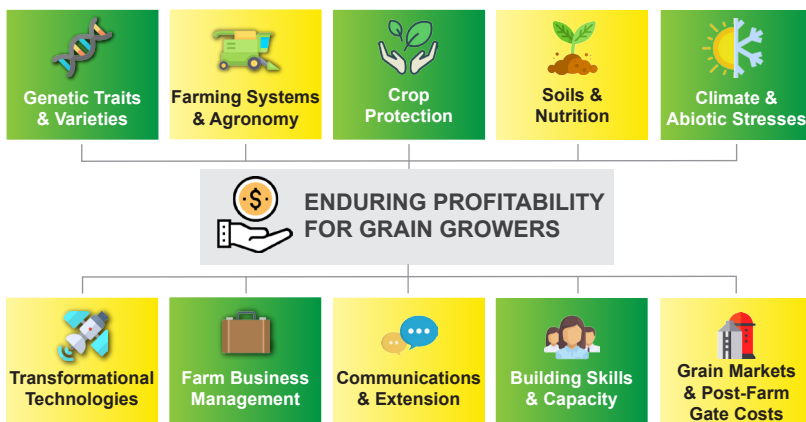 Genetic Traits
& Varieties
Farming Systems
& Agronomy
Crop
Protection
Soils &
Nutrition
Climate &
Abiotic Stresses
$
ENDURING PROFITABILITY
FOR GRAIN GROWERS
Transformational
Technologies
Farm Business
Management
Communications
& Extension
Building Skills
& Capacity
Grain Markets
& Post-Farm
Gate Costs